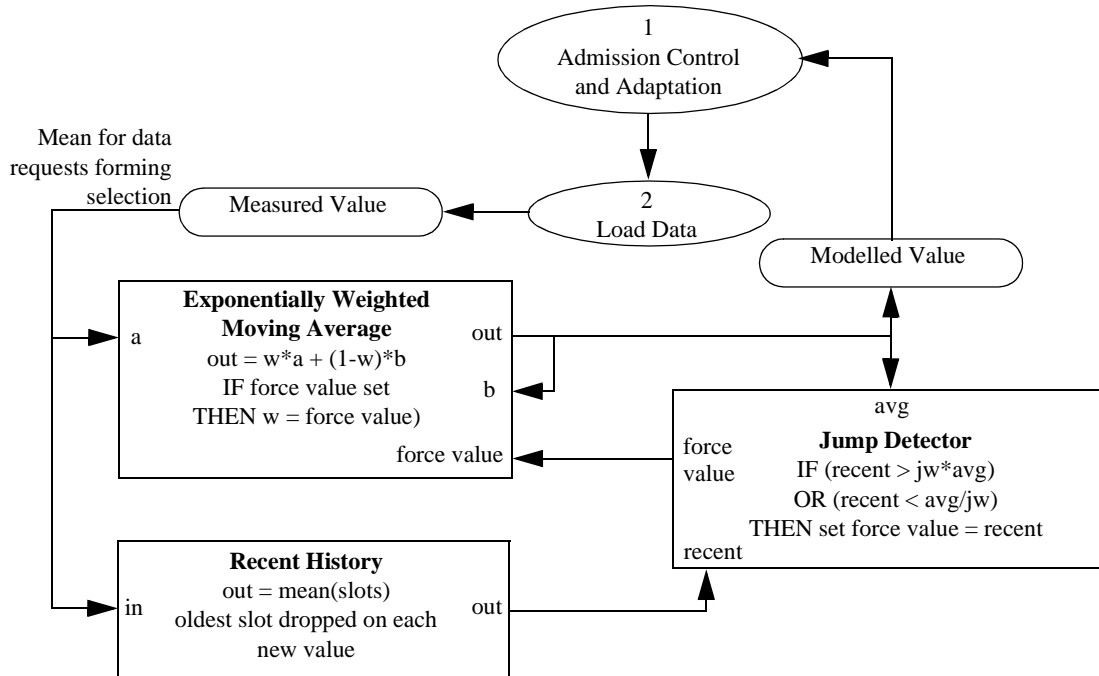 1
Admission Control
and Adaptation
Mean for data
requests forming
selection
Measured Value
2
Load Data
Modelled Value
Exponentially Weighted
Moving Average
a
out
out = w*a + (1-w)*b
IF force value set
b
THEN w = force value)
force value
avg
Jump Detector
force
value
IF (recent > jw*avg)
OR (recent < avg/jw)
THEN set force value = recent
recent
Recent History
out = mean(slots)
in
out
oldest slot dropped on each
new value